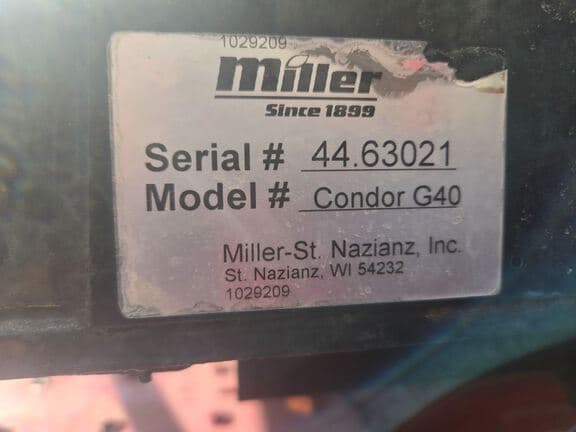 1029209
miller
Since 1899
Serial # 44.63021
Model # Condor G40
Miller-St. Nazianz, Inc.
St. Nazianz, WI 54232
1029209